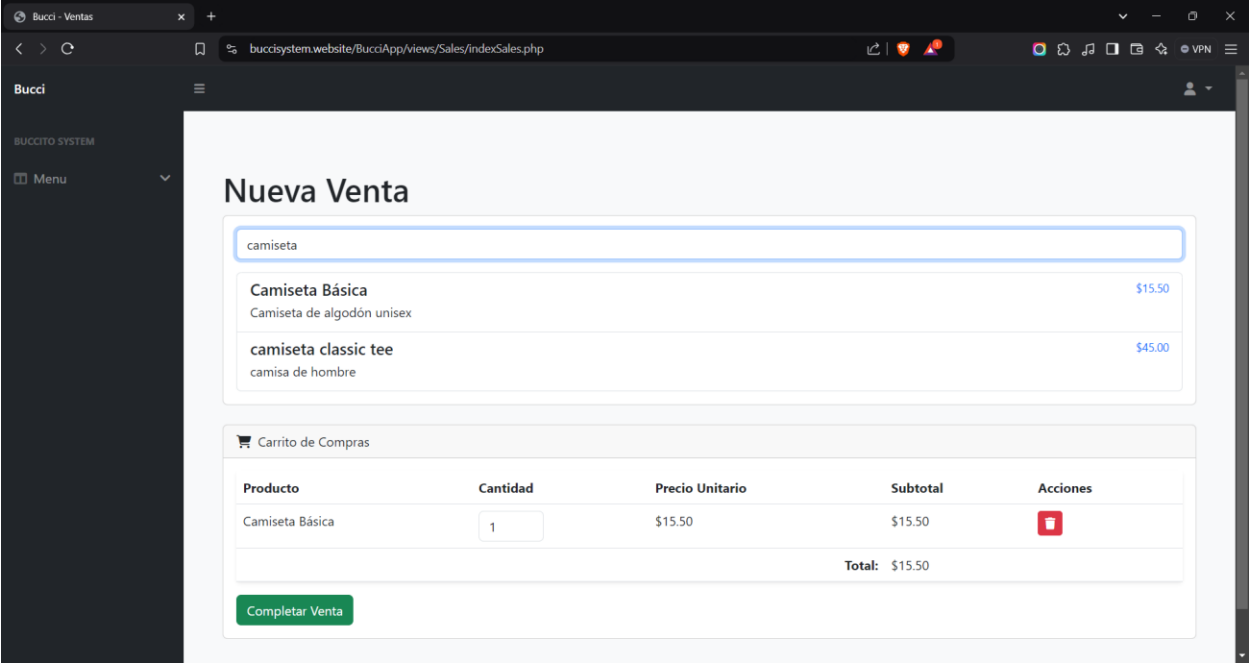 Bucci - Ventas
buccisystem.website/BucciApp/views/Sales/indexSales.php
VPN
Bucci
BUCCITO SYSTEM
Menu
Nueva Venta
camiseta
Camiseta Básica $15.50
Camiseta de algodón unisex
camiseta classic tee $45.00
camisa de hombre
Carrito de Compras
Producto Cantidad Precio Unitario Subtotal Acciones
Camiseta Básica 1 $15.50 $15.50
Total: $15.50
Completar Venta